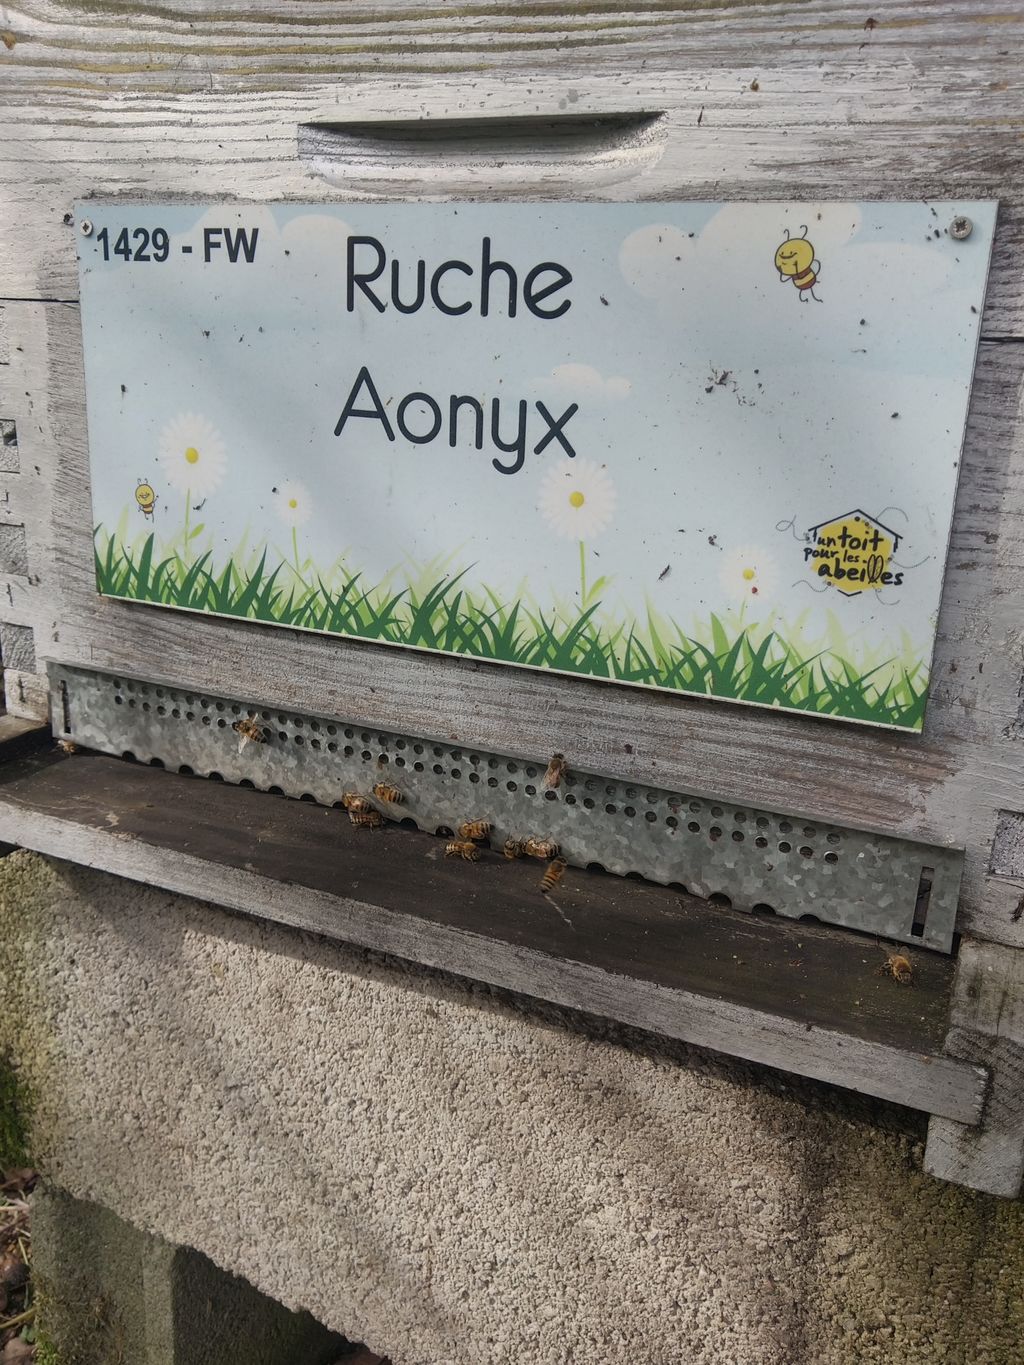 1429 - FW
Ruche
Aonyx
un toit
pour les
abeilles